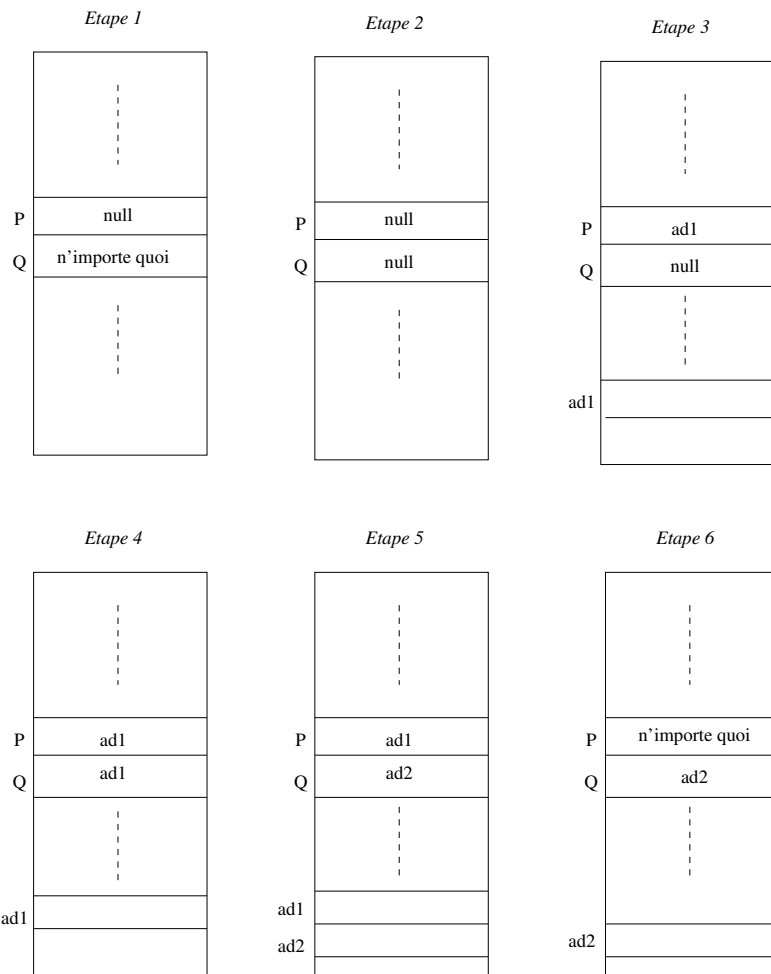 Etape 1
P null
Q n'importe quoi
Etape 2
P null
Q null
Etape 3
P ad1
Q null
ad1
Etape 4
P ad1
Q ad1
ad1
Etape 5
P ad1
Q ad2
ad1
ad2
Etape 6
P n'importe quoi
Q ad2
ad2